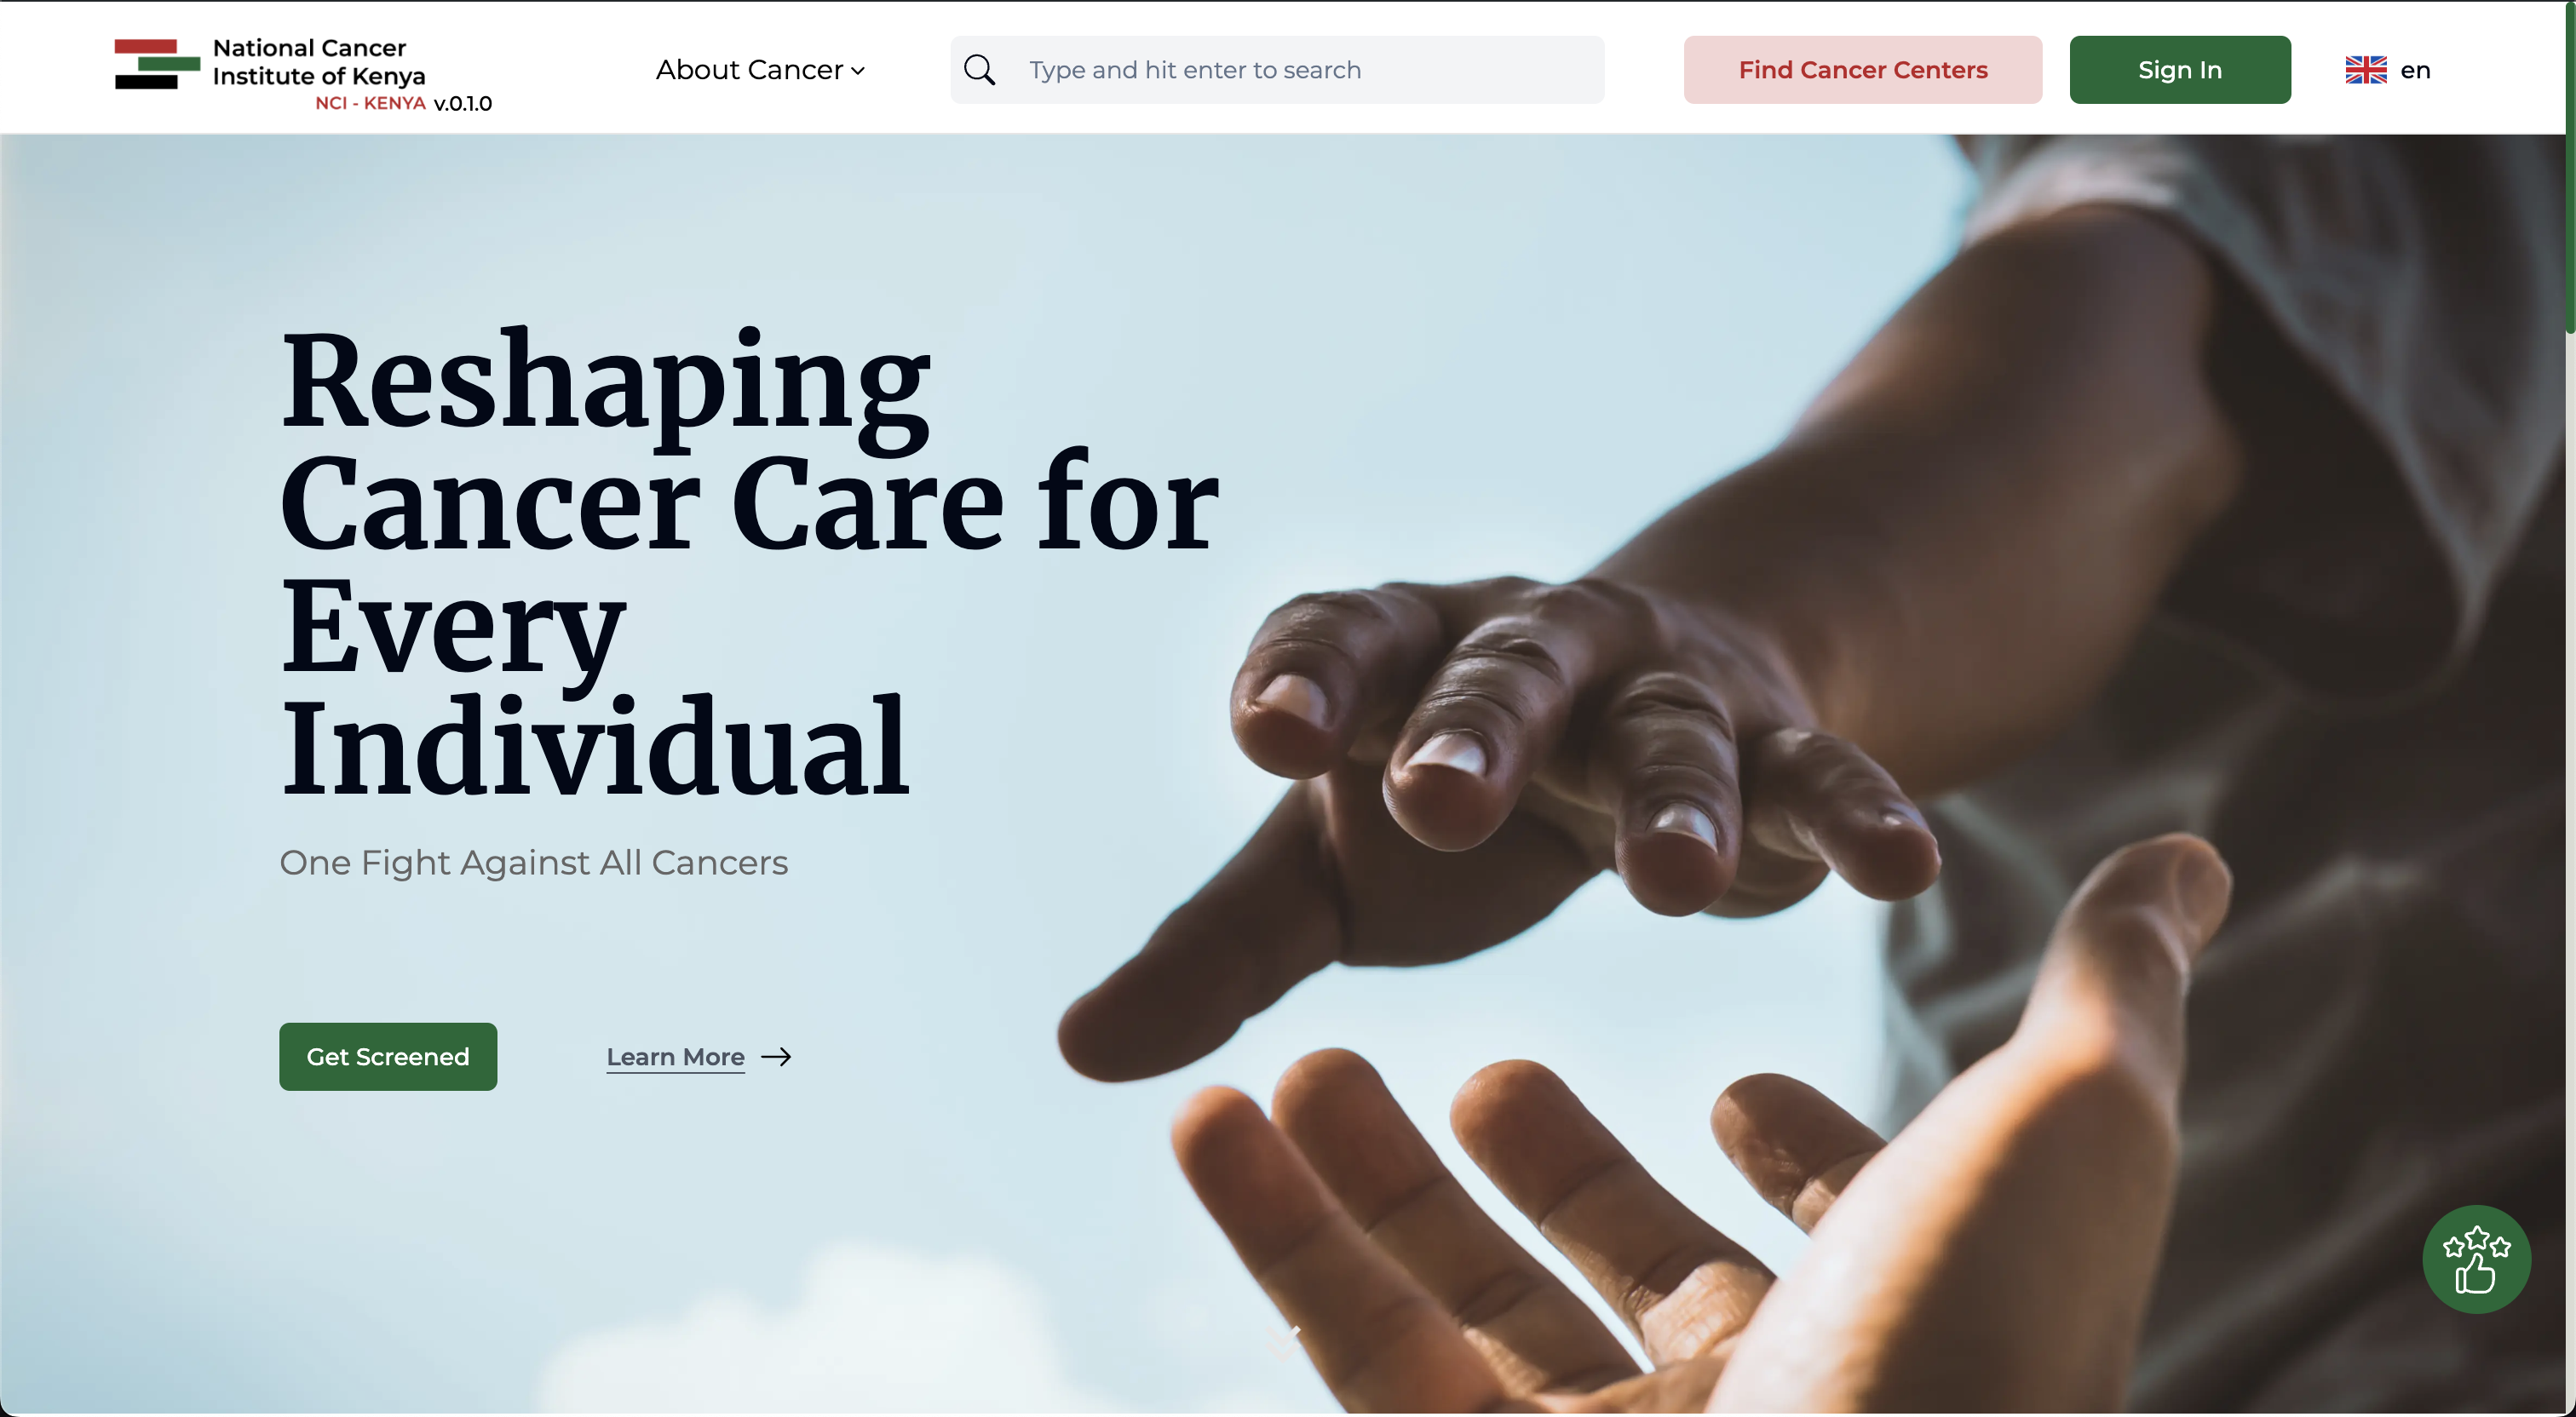 National Cancer
Institute of Kenya
NCI - KENYA v.0.1.0
About Cancer
Type and hit enter to search
Find Cancer Centers
Sign In
en
Reshaping
Cancer Care for
Every
Individual
One Fight Against All Cancers
Get Screened
Learn More